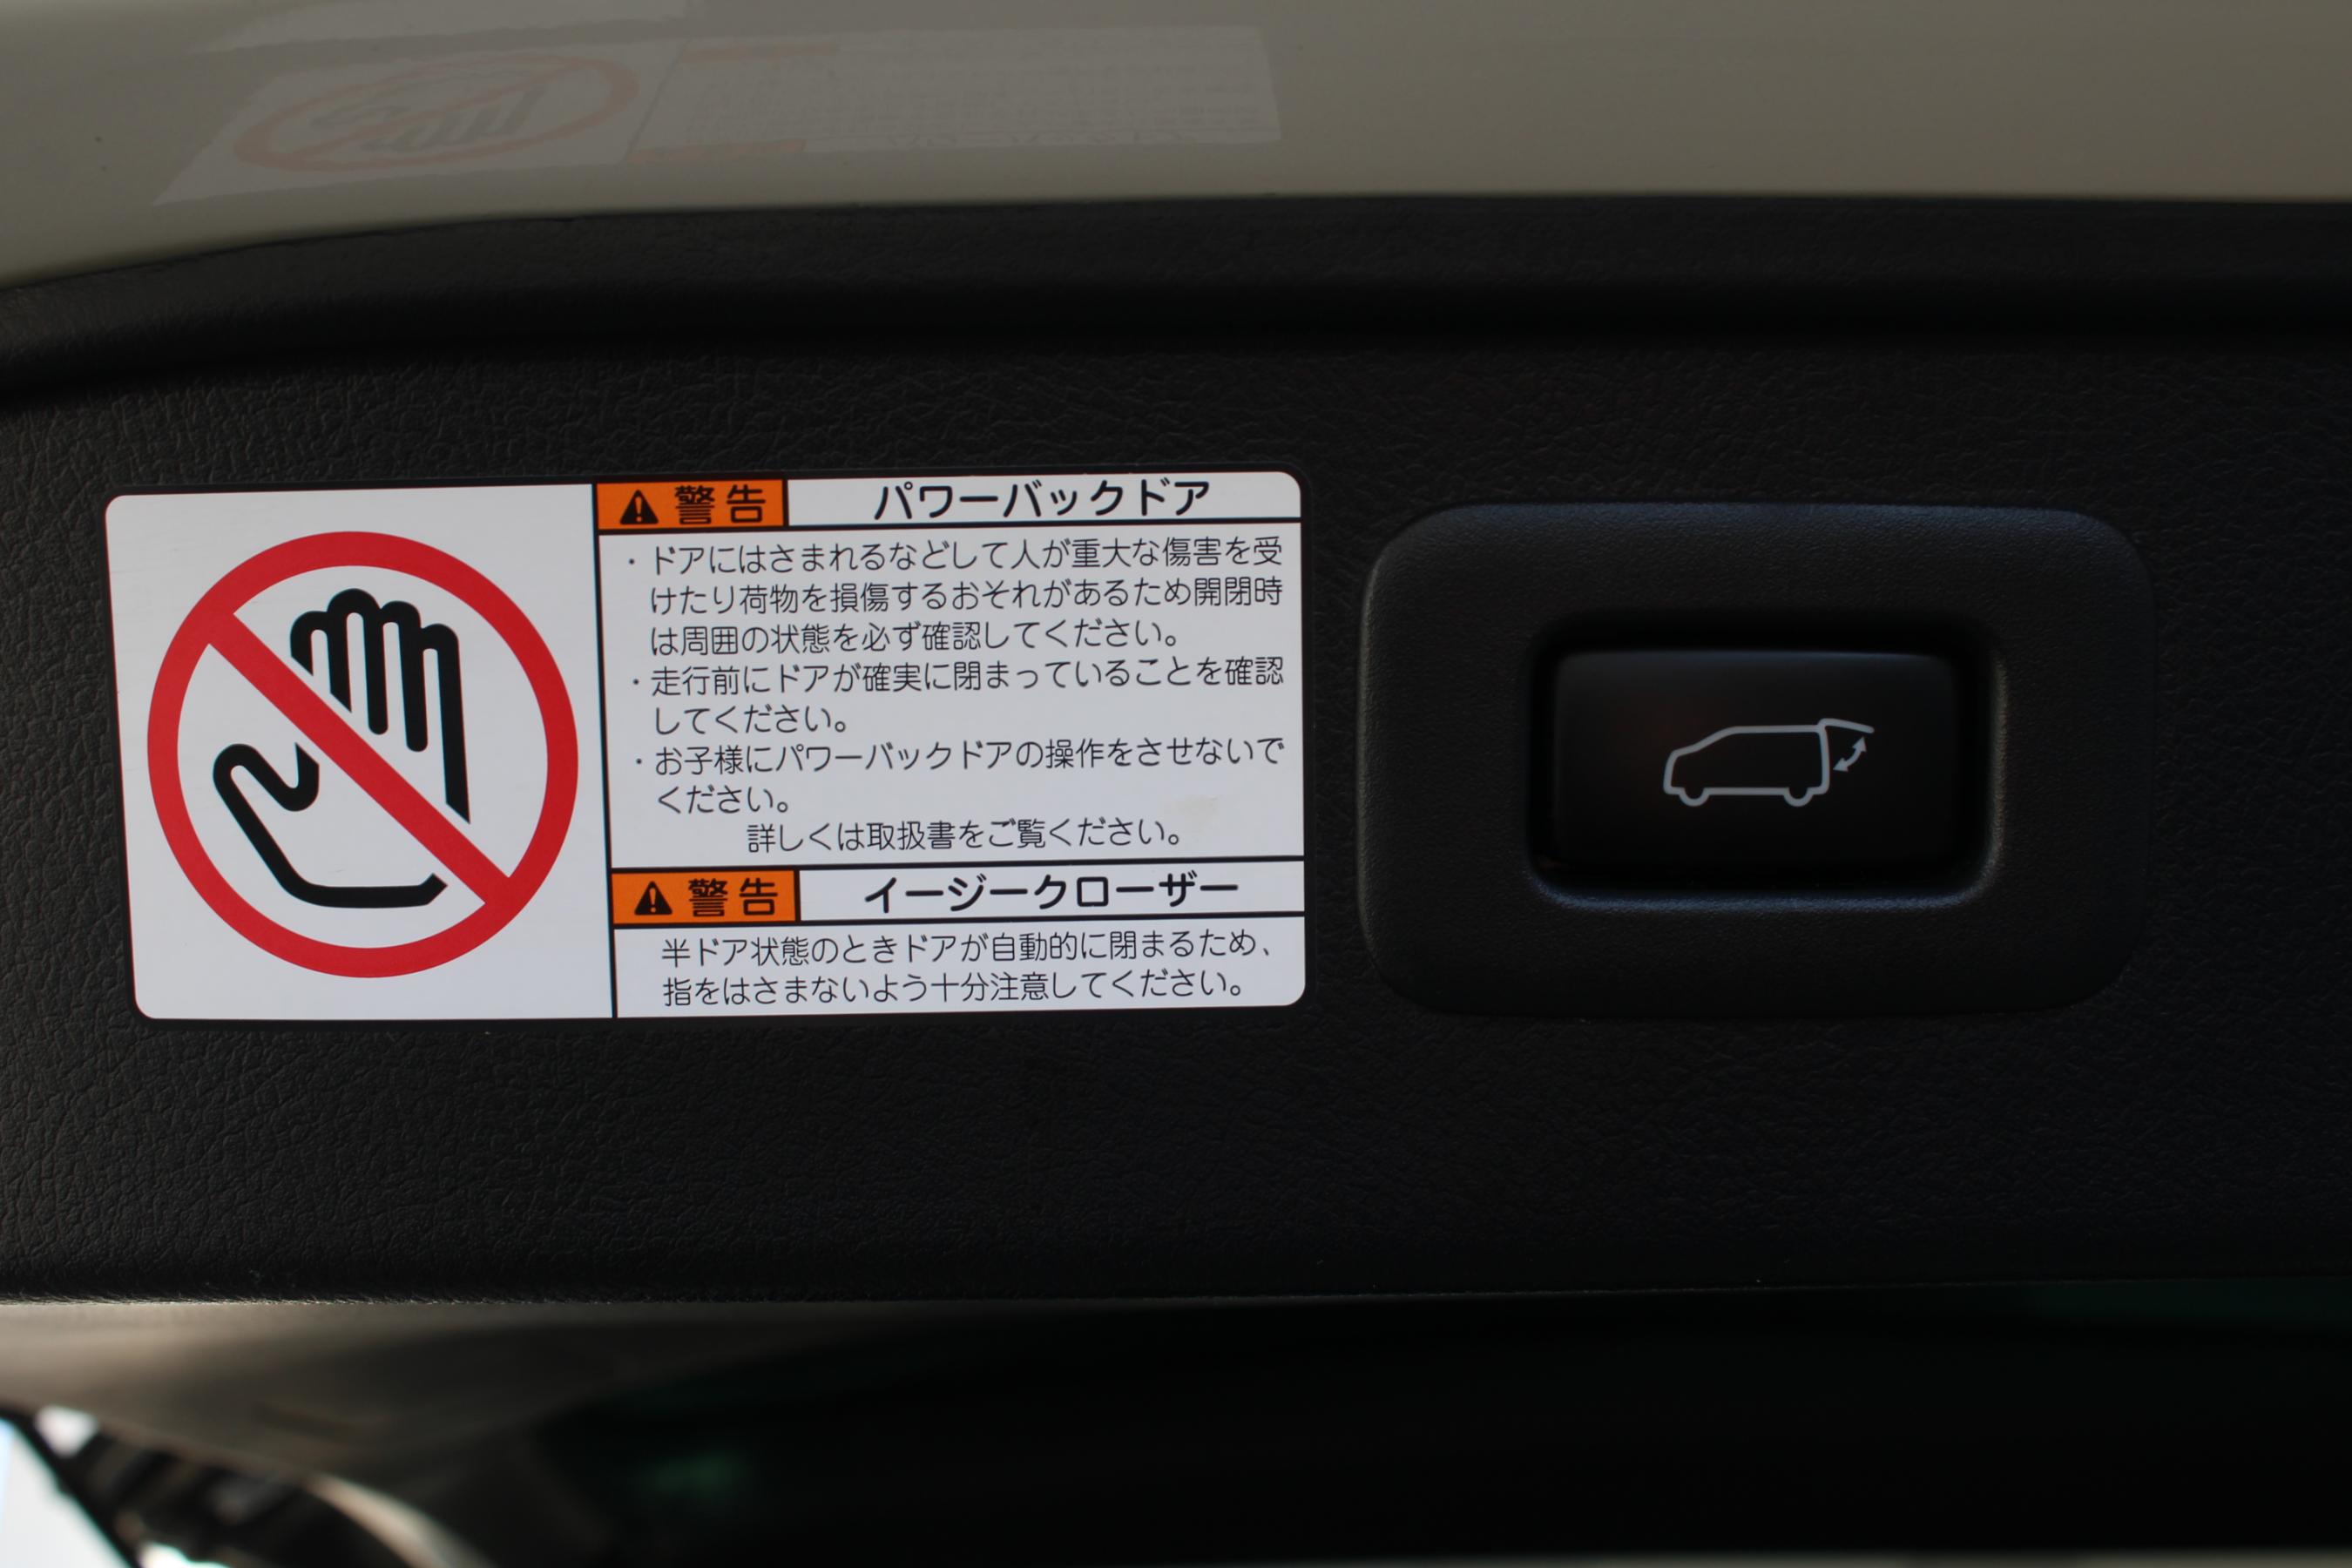 警告 パワーバックドア
・ドアにはさまれるなどして人が重大な傷害を受
けたり荷物を損傷するおそれがあるため開閉時
は周囲の状態を必ず確認してください。
・走行前にドアが確実に閉まっていることを確認
してください。
・お子様にパワーバックドアの操作をさせないで
ください。
詳しくは取扱書をご覧ください。
警告 イージークローザー
半ドア状態のときドアが自動的に閉まるため、
指をはさまないよう十分注意してください。